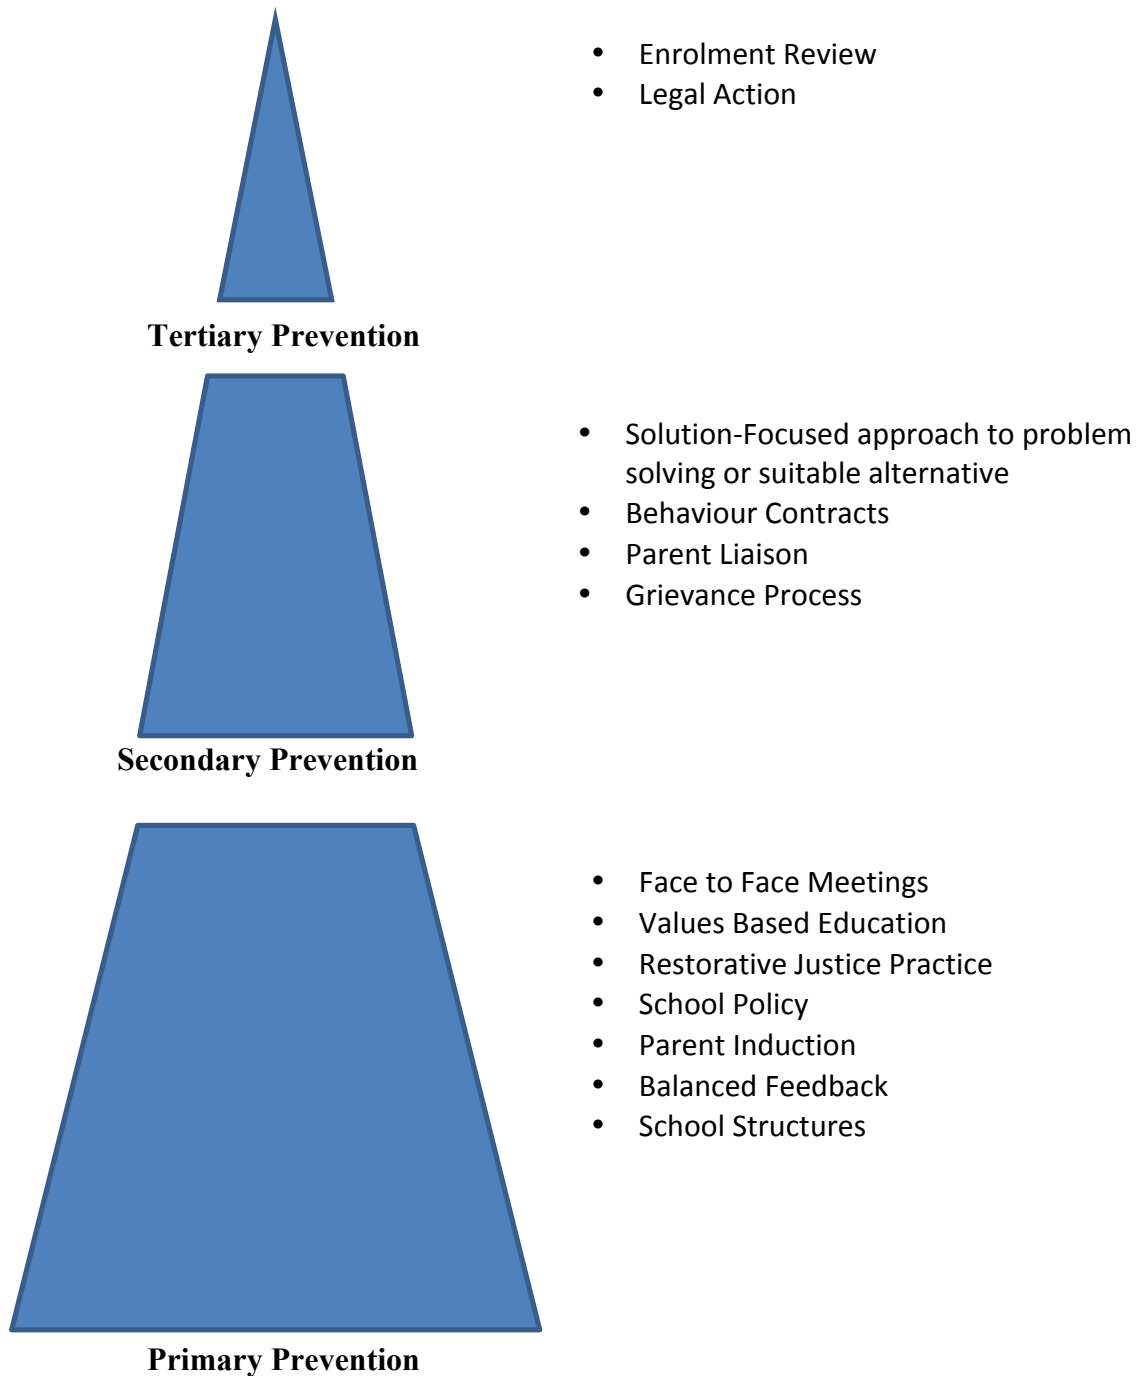 • Enrolment Review
• Legal Action
Tertiary Prevention
• Solution-Focused approach to problem
solving or suitable alternative
• Behaviour Contracts
• Parent Liaison
• Grievance Process
Secondary Prevention
• Face to Face Meetings
• Values Based Education
• Restorative Justice Practice
• School Policy
• Parent Induction
• Balanced Feedback
• School Structures
Primary Prevention